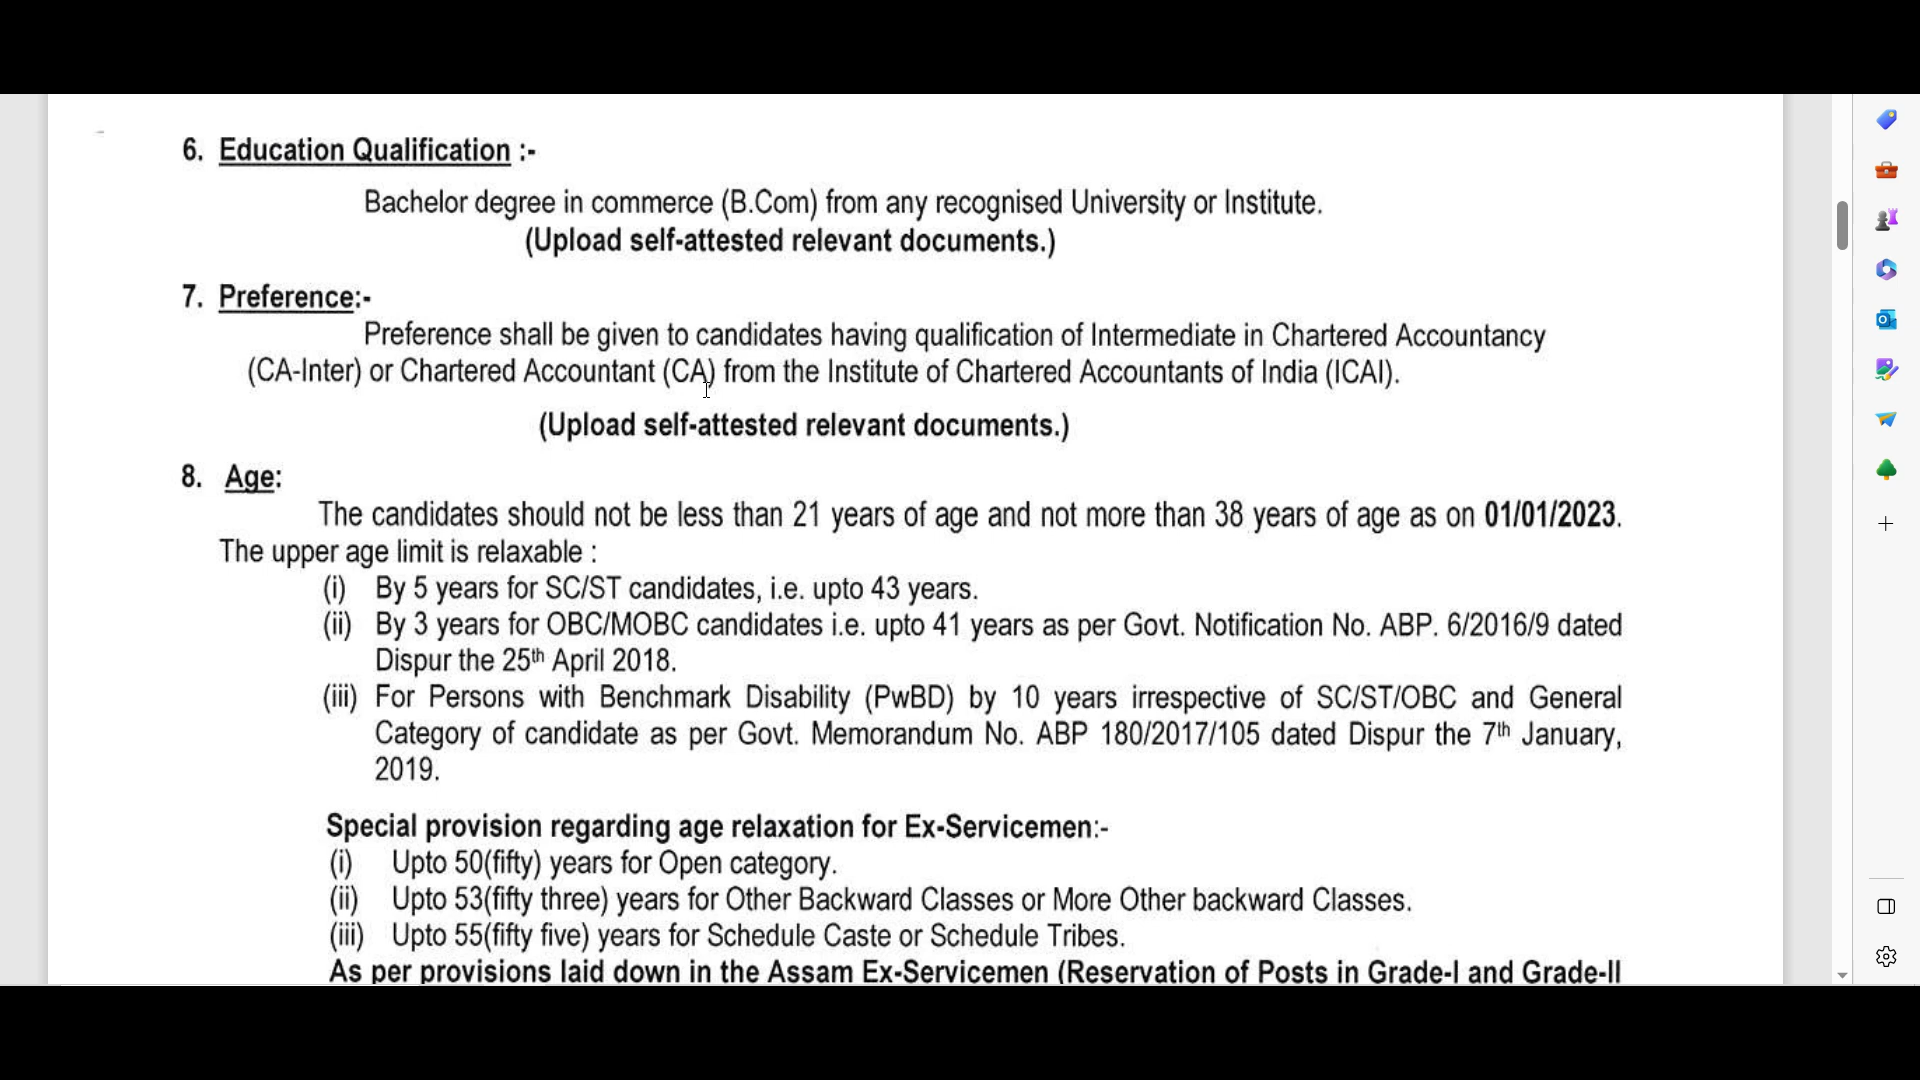 6. Education Qualification :-
Bachelor degree in commerce (B.Com) from any recognised University or Institute.
(Upload self-attested relevant documents.)
7. Preference:-
Preference shall be given to candidates having qualification of Intermediate in Chartered Accountancy
(CA-Inter) or Chartered Accountant (CA) from the Institute of Chartered Accountants of India (ICAI).
(Upload self-attested relevant documents.)
8. Age:
The candidates should not be less than 21 years of age and not more than 38 years of age as on 01/01/2023.
The upper age limit is relaxable :
(i) By 5 years for SC/ST candidates, i.e. upto 43 years.
(ii) By 3 years for OBC/MOBC candidates i.e. upto 41 years as per Govt. Notification No. ABP. 6/2016/9 dated
Dispur the 25th April 2018.
(iii) For Persons with Benchmark Disability (PwBD) by 10 years irrespective of SC/ST/OBC and General
Category of candidate as per Govt. Memorandum No. ABP 180/2017/105 dated Dispur the 7th January,
2019.
Special provision regarding age relaxation for Ex-Servicemen:-
(i) Upto 50(fifty) years for Open category.
(ii) Upto 53(fifty three) years for Other Backward Classes or More Other backward Classes.
(iii) Upto 55(fifty five) years for Schedule Caste or Schedule Tribes.
As per provisions laid down in the Assam Ex-Servicemen (Reservation of Posts in Grade-I and Grade-II